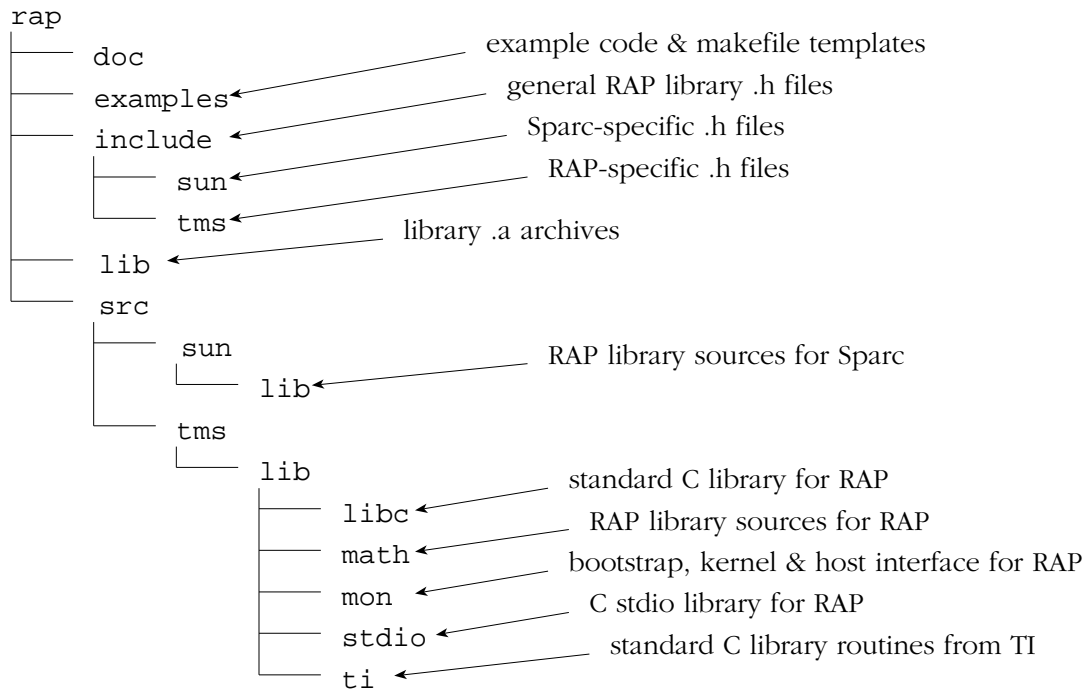 rap
doc
example code & makefile templates
examples
general RAP library .h files
include
Sparc-specific .h files
sun
RAP-specific .h files
tms
library .a archives
lib
src
sun
RAP library sources for Sparc
lib
tms
lib
standard C library for RAP
libc
RAP library sources for RAP
math
bootstrap, kernel & host interface for RAP
mon
C stdio library for RAP
stdio
standard C library routines from TI
ti